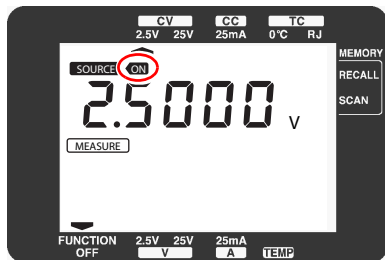 CV CC TC
2.5V 25V 25mA 0°C RJ
MEMORY
SOURCE ON
RECALL
2.5000 V
SCAN
MEASURE
FUNCTION 2.5V 25V 25mA
OFF V A TEMP